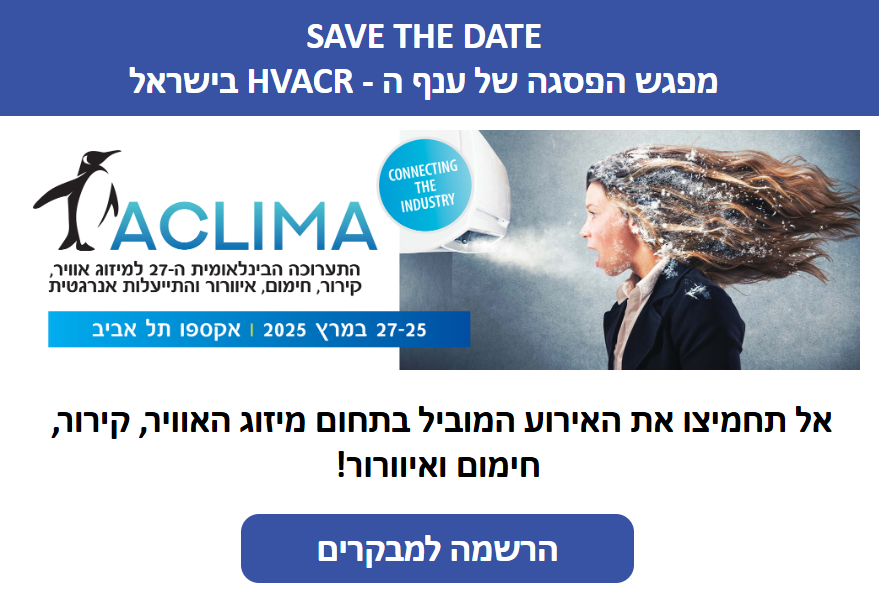 SAVE THE DATE
מפגש הפסגה של ענף ה - HVACR בישראל
CONNECTING
THE
INDUSTRY
ACLIMA
התערוכה הבינלאומית ה-27 למיזוג אוויר,
קירור, חימום, איוורור והתייעלות אנרגטית
27-25 במרץ 2025 | אקספו תל אביב
אל תחמיצו את האירוע המוביל בתחום מיזוג האוויר, קירור,
חימום ואיוורור!
הרשמה למבקרים